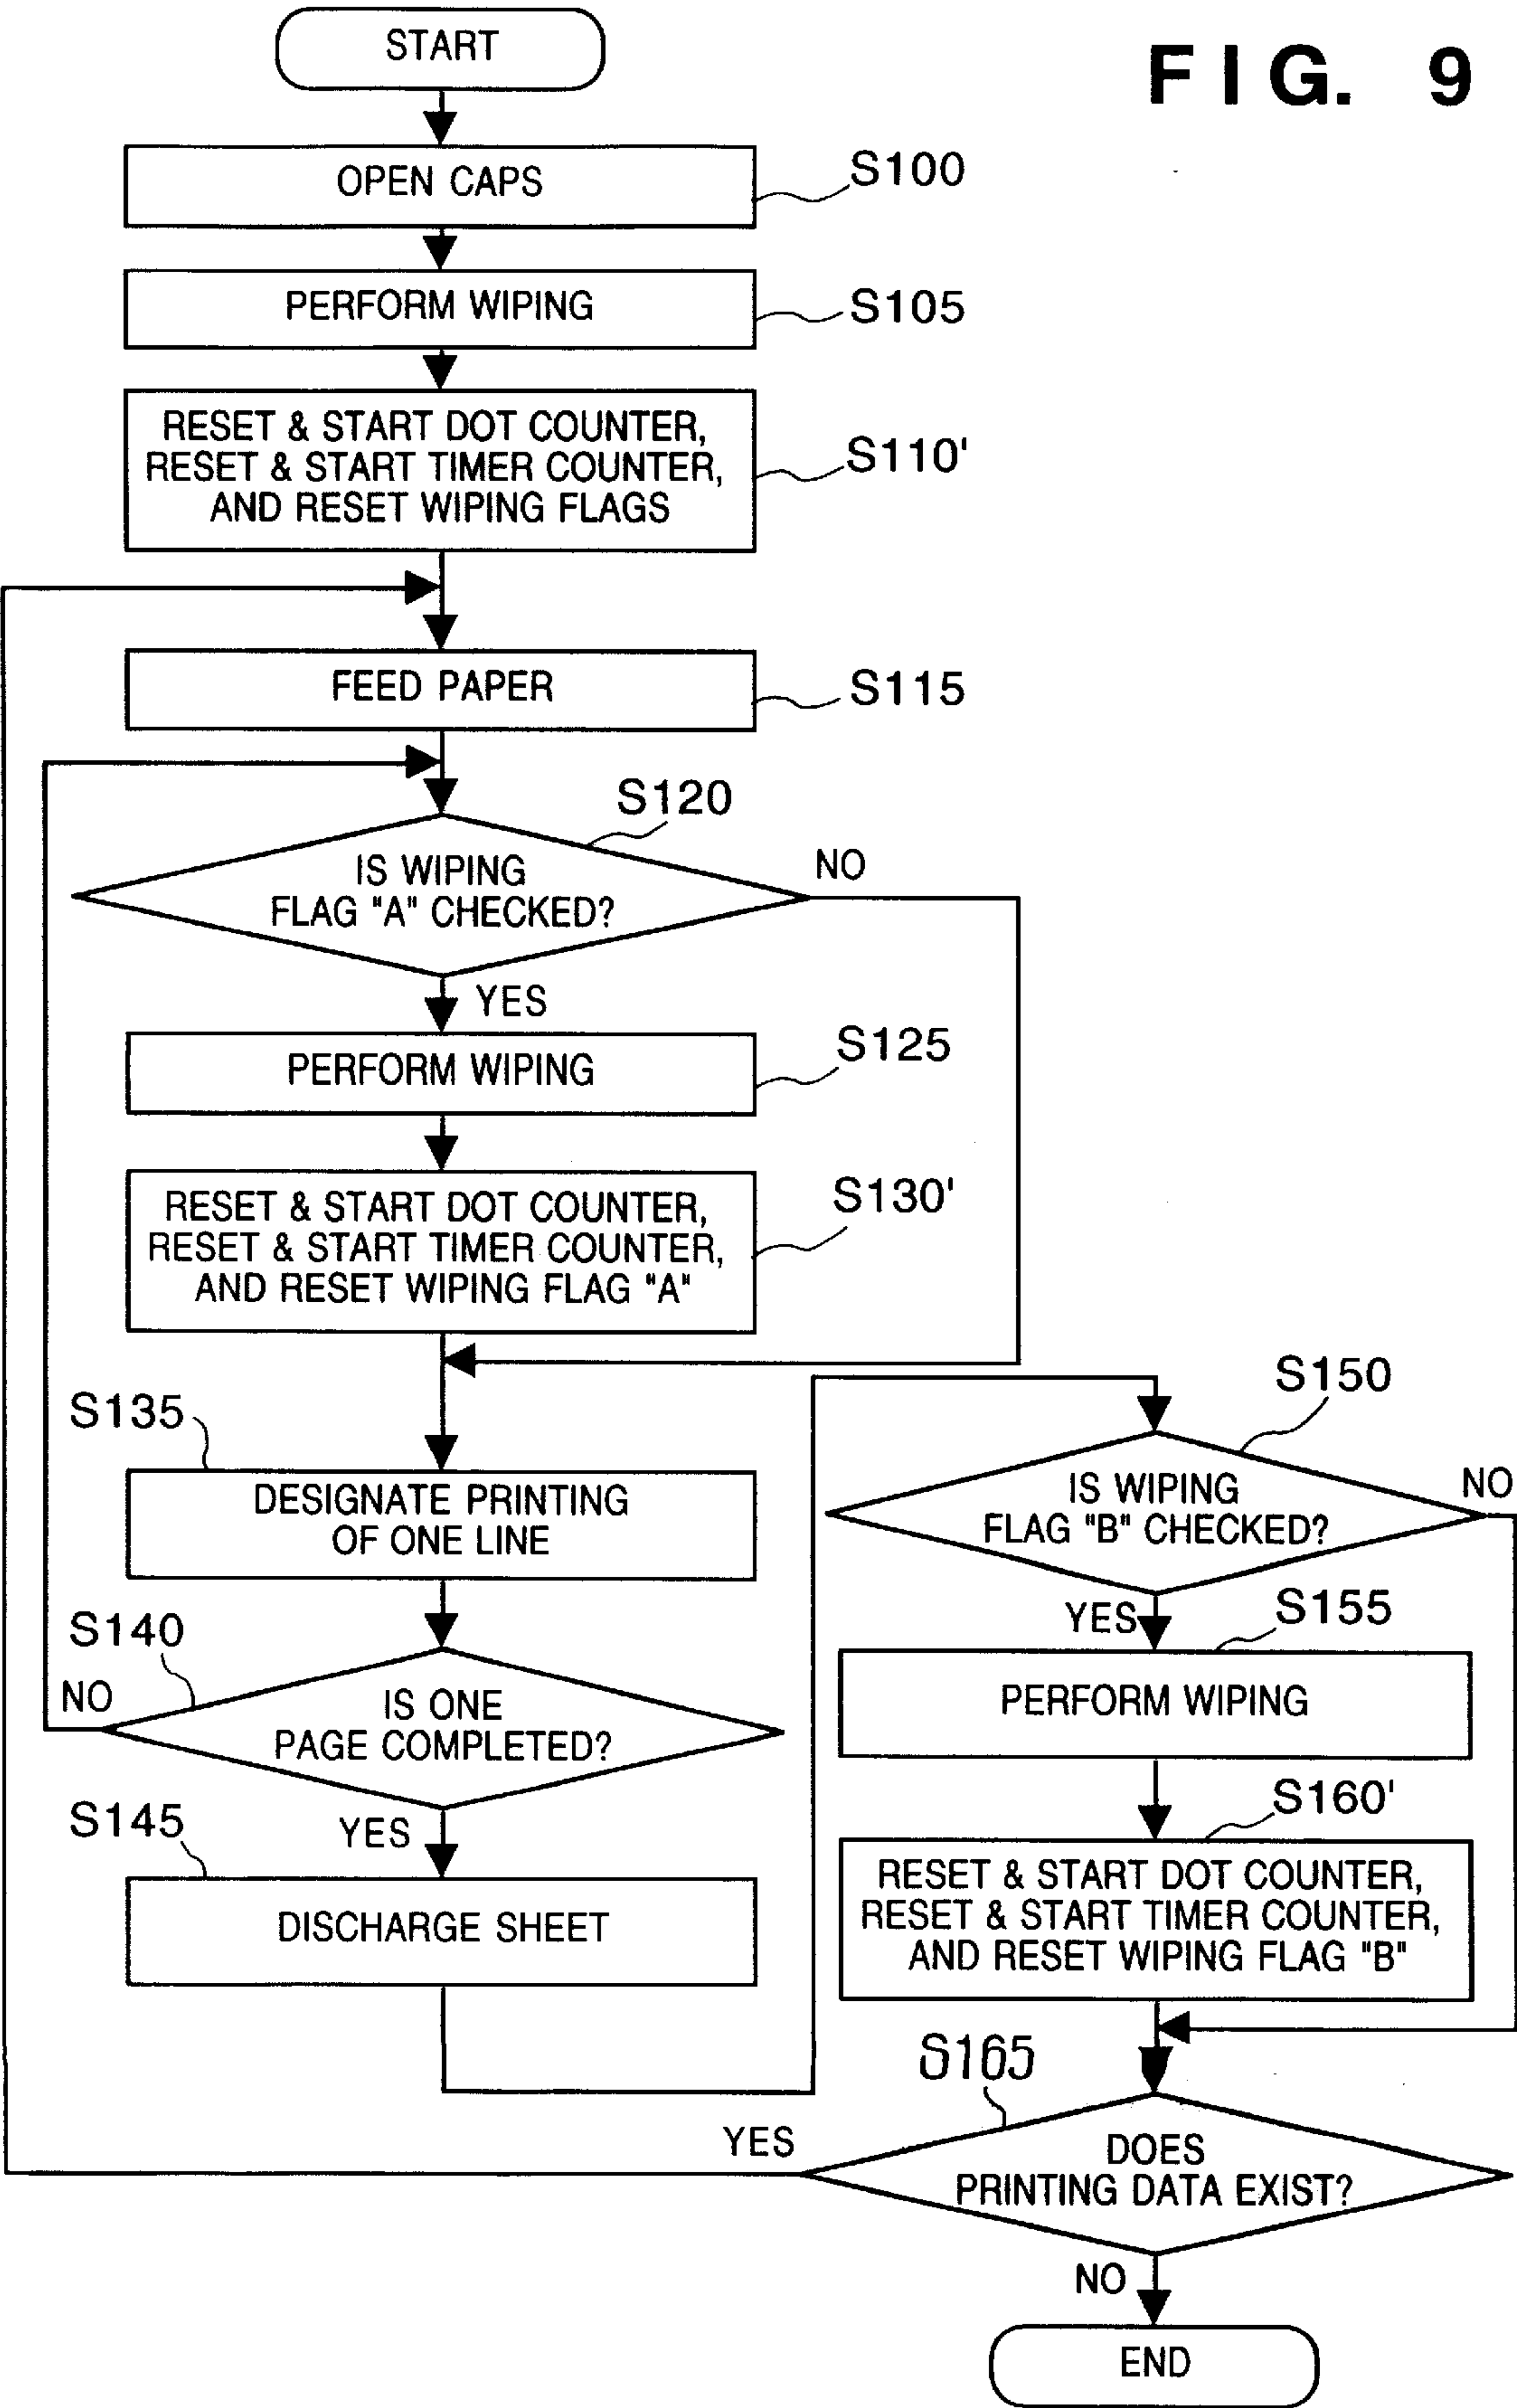 FIG. 9
START
OPEN CAPS
S100
PERFORM WIPING
S105
RESET & START DOT COUNTER,
RESET & START TIMER COUNTER,
AND RESET WIPING FLAGS
S110'
FEED PAPER
S115
S120
IS WIPING
FLAG "A" CHECKED?
NO
YES
PERFORM WIPING
S125
RESET & START DOT COUNTER,
RESET & START TIMER COUNTER,
AND RESET WIPING FLAG "A"
S130'
S135
DESIGNATE PRINTING
OF ONE LINE
S140
NO
IS ONE
PAGE COMPLETED?
YES
S145
DISCHARGE SHEET
S150
IS WIPING
FLAG "B" CHECKED?
NO
YES
S155
PERFORM WIPING
S160'
RESET & START DOT COUNTER,
RESET & START TIMER COUNTER,
AND RESET WIPING FLAG "B"
S165
YES
DOES
PRINTING DATA EXIST?
NO
END